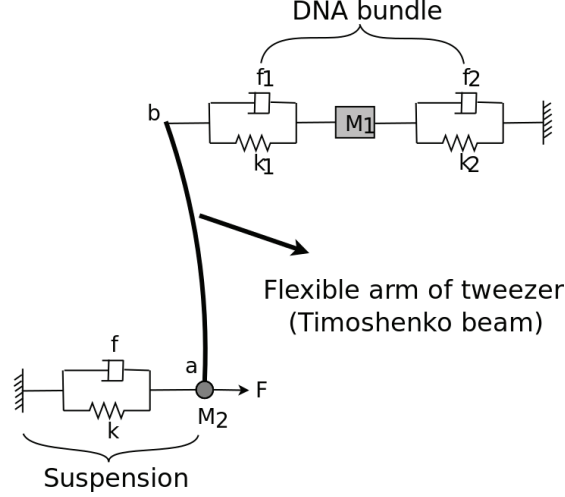 DNA bundle
f1
f2
b
M1
k1
k2
Flexible arm of tweezer
(Timoshenko beam)
f
a
F
k
M2
Suspension